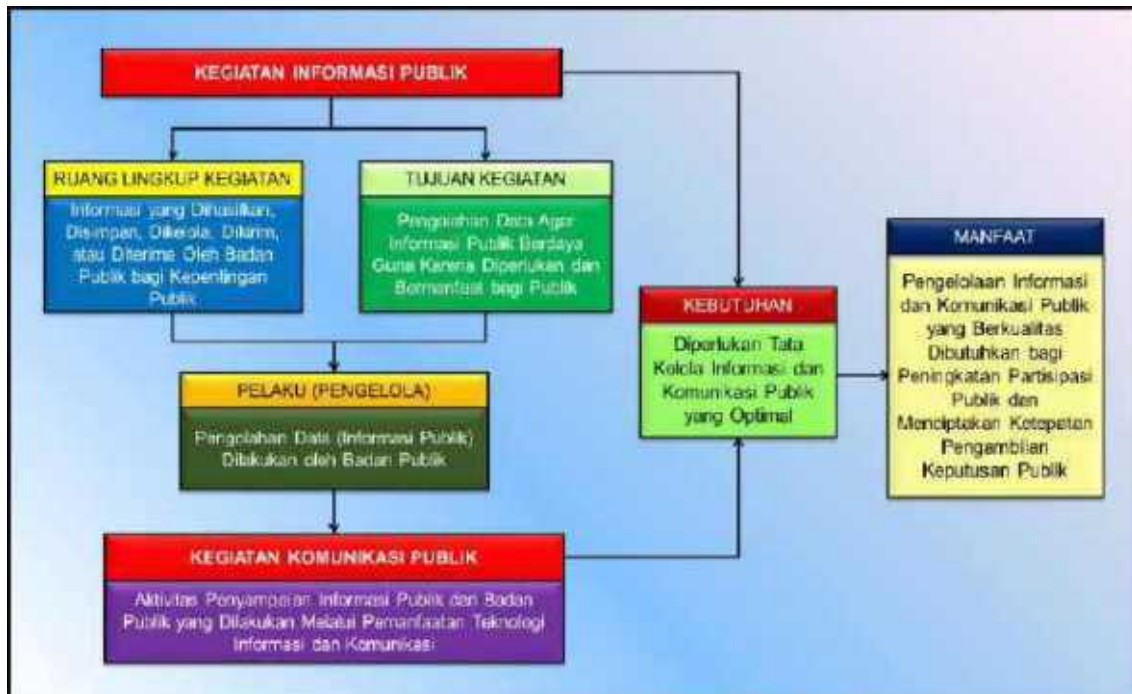 KEGIATAN INFORMASI PUBLIK
RUANG LINGKUP KEGIATAN
Informasi yang Dihasilkan,
Disimpan, Dikelola, Dikirim,
atau Diterima Oleh Badan
Publik bagi Kepentingan
Publik
TUJUAN KEGIATAN
Pengolahan Data Agar
Informasi Publik Berdaya
Guna Karena Diperlukan dan
Bermanfaat bagi Publik
PELAKU (PENGELOLA)
Pengolahan Data (Informasi Publik)
Dilakukan oleh Badan Publik
KEGIATAN KOMUNIKASI PUBLIK
Aktivitas Penyampaian Informasi Publik dari Badan
Publik yang Dilakukan Melalui Pemanfaatan Teknologi
Informasi dan Komunikasi
KEBUTUHAN
Diperlukan Tata
Kelola Informasi dan
Komunikasi Publik
yang Optimal
MANFAAT
Pengelolaan Informasi
dan Komunikasi Publik
yang Berkualitas
Dibutuhkan bagi
Peningkatan Partisipasi
Publik dan
Menciptakan Ketepatan
Pengambilan
Keputusan Publik